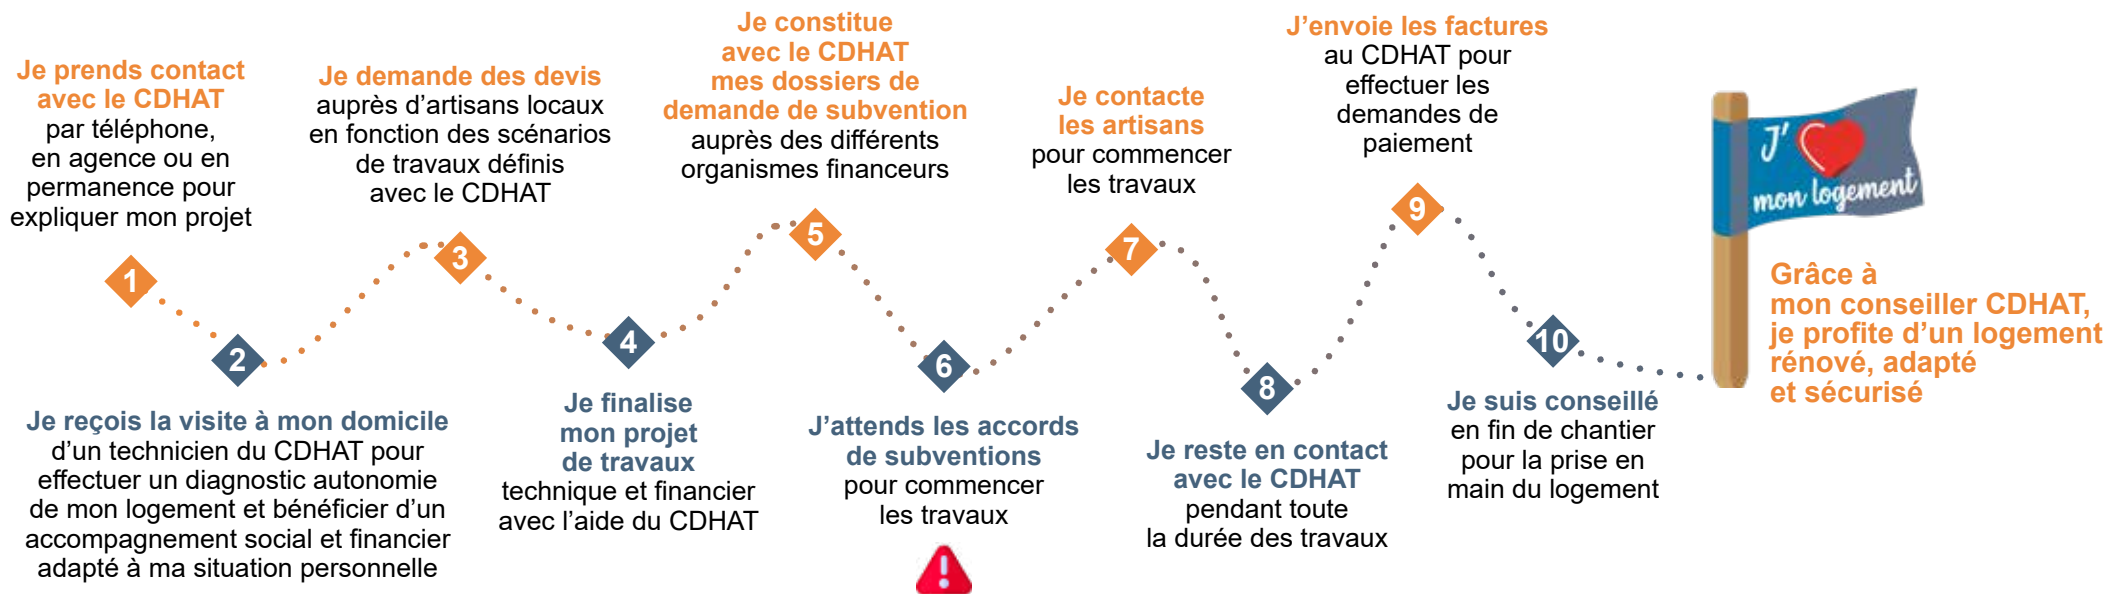 Je prends contact
avec le CDHAT
par téléphone,
en agence ou en
permanence pour
expliquer mon projet
1
2
Je reçois la visite à mon domicile
d'un technicien du CDHAT pour
effectuer un diagnostic autonomie
de mon logement et bénéficier d'un
accompagnement social et financier
adapté à ma situation personnelle
Je demande des devis
auprès d'artisans locaux
en fonction des scénarios
de travaux définis
avec le CDHAT
3
4
Je finalise
mon projet
de travaux
technique et financier
avec l'aide du CDHAT
Je constitue
avec le CDHAT
mes dossiers de
demande de subvention
auprès des différents
organismes financeurs
5
6
J'attends les accords
de subventions
pour commencer
les travaux
!
Je contacte
les artisans
pour commencer
les travaux
7
8
Je reste en contact
avec le CDHAT
pendant toute
la durée des travaux
J'envoie les factures
au CDHAT pour
effectuer les
demandes de
paiement
9
10
Je suis conseillé
en fin de chantier
pour la prise en
main du logement
J'
mon logement
Grâce à
mon conseiller CDHAT,
je profite d'un logement
rénové, adapté
et sécurisé